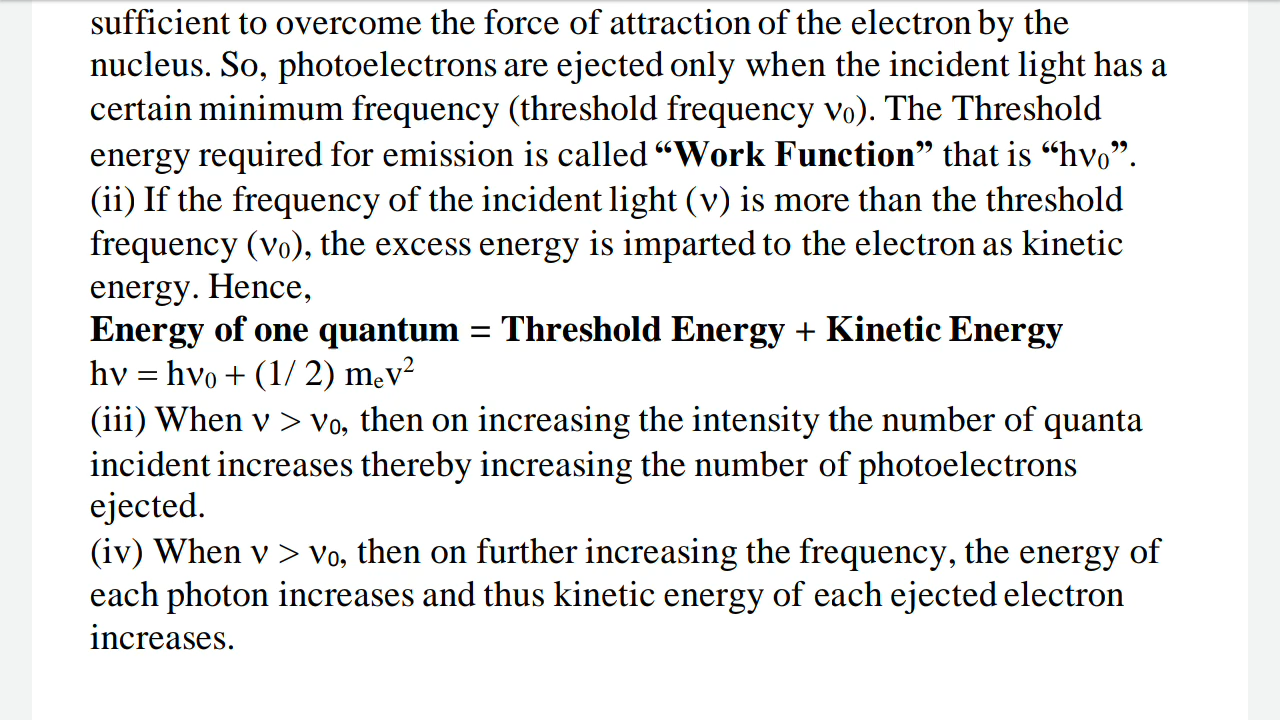 sufficient to overcome the force of attraction of the electron by the
nucleus. So, photoelectrons are ejected only when the incident light has a
certain minimum frequency (threshold frequency ν₀). The Threshold
energy required for emission is called “Work Function” that is “hν₀”.
(ii) If the frequency of the incident light (ν) is more than the threshold
frequency (ν₀), the excess energy is imparted to the electron as kinetic
energy. Hence,
Energy of one quantum = Threshold Energy + Kinetic Energy
hν = hν₀ + (1/ 2) mₑv²
(iii) When ν > ν₀, then on increasing the intensity the number of quanta
incident increases thereby increasing the number of photoelectrons
ejected.
(iv) When ν > ν₀, then on further increasing the frequency, the energy of
each photon increases and thus kinetic energy of each ejected electron
increases.